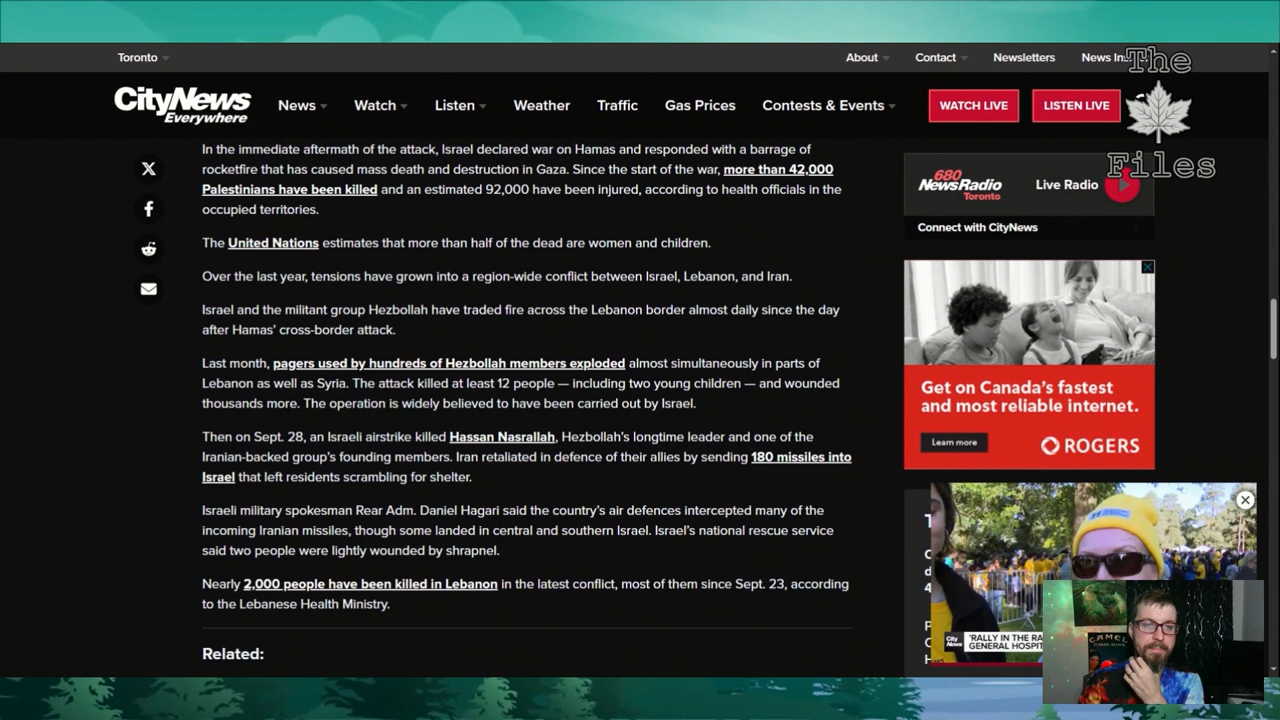 Toronto
About
Contact
Newsletters
News In
The
Files
CityNews
Everywhere
News
Watch
Listen
Weather
Traffic
Gas Prices
Contests & Events
WATCH LIVE
LISTEN LIVE
In the immediate aftermath of the attack, Israel declared war on Hamas and responded with a barrage of
rocketfire that has caused mass death and destruction in Gaza. Since the start of the war, more than 42,000
Palestinians have been killed and an estimated 92,000 have been injured, according to health officials in the
occupied territories.
The United Nations estimates that more than half of the dead are women and children.
Over the last year, tensions have grown into a region-wide conflict between Israel, Lebanon, and Iran.
Israel and the militant group Hezbollah have traded fire across the Lebanon border almost daily since the day
after Hamas' cross-border attack.
Last month, pagers used by hundreds of Hezbollah members exploded almost simultaneously in parts of
Lebanon as well as Syria. The attack killed at least 12 people — including two young children — and wounded
thousands more. The operation is widely believed to have been carried out by Israel.
Then on Sept. 28, an Israeli airstrike killed Hassan Nasrallah, Hezbollah's longtime leader and one of the
Iranian-backed group's founding members. Iran retaliated in defence of their allies by sending 180 missiles into
Israel that left residents scrambling for shelter.
Israeli military spokesman Rear Adm. Daniel Hagari said the country's air defences intercepted many of the
incoming Iranian missiles, though some landed in central and southern Israel. Israel's national rescue service
said two people were lightly wounded by shrapnel.
Nearly 2,000 people have been killed in Lebanon in the latest conflict, most of them since Sept. 23, according
to the Lebanese Health Ministry.
Related:
680
NewsRadio
Toronto
Live Radio
Connect with CityNews
Get on Canada's fastest
and most reliable internet.
Learn more
ROGERS
City
News
'RALLY IN THE RA
GENERAL HOSPIT
CAMEL